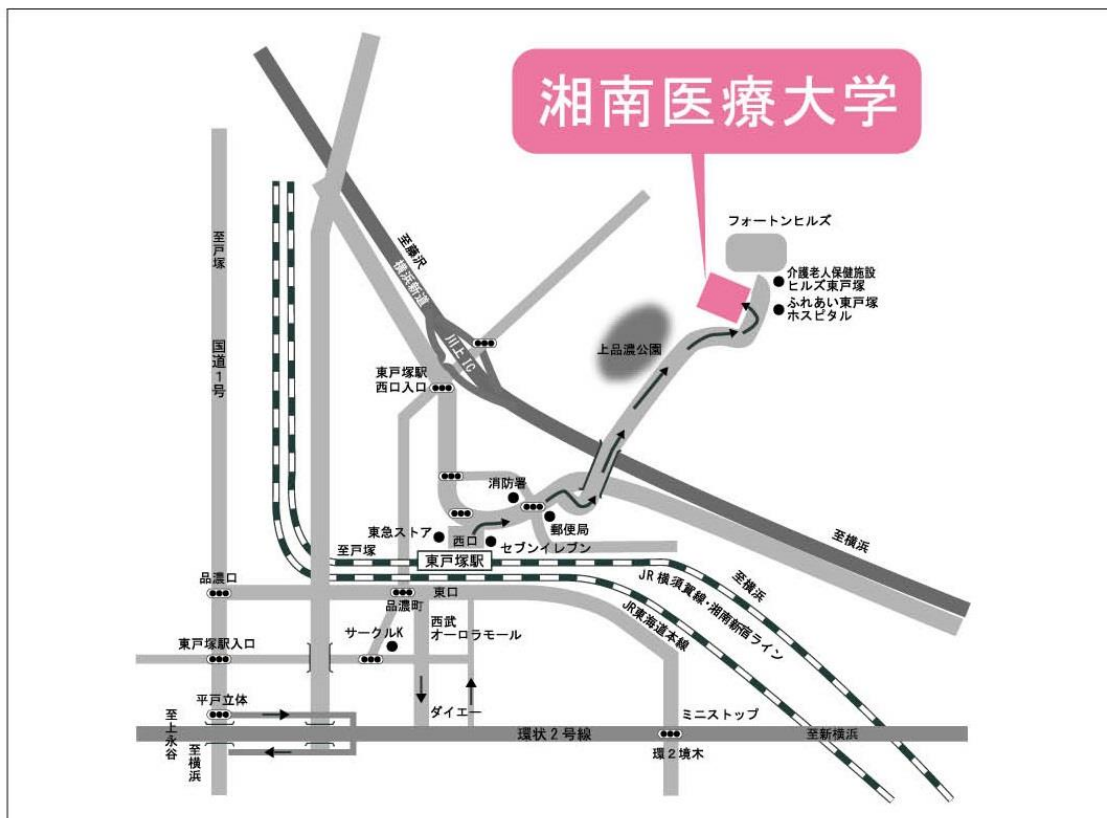 湘南医療大学
フォートンヒルズ
介護老人保健施設
ヒルズ東戸塚
ふれあい東戸塚
ホスピタル
至戸塚
国道1号
至藤沢
横浜新道
川上IC
上品濃公園
東戸塚駅
西口入口
消防署
郵便局
東急ストア
西口
セブンイレブン
至戸塚
東戸塚駅
至横浜
至横浜
JR横須賀線・湘南新宿ライン
JR東海道本線
品濃口
品濃町
東口
西武
オーロラモール
サークルK
東戸塚駅入口
平戸立体
ダイエー
ミニストップ
至上永谷
至横浜
環状2号線
至新横浜
環2境木